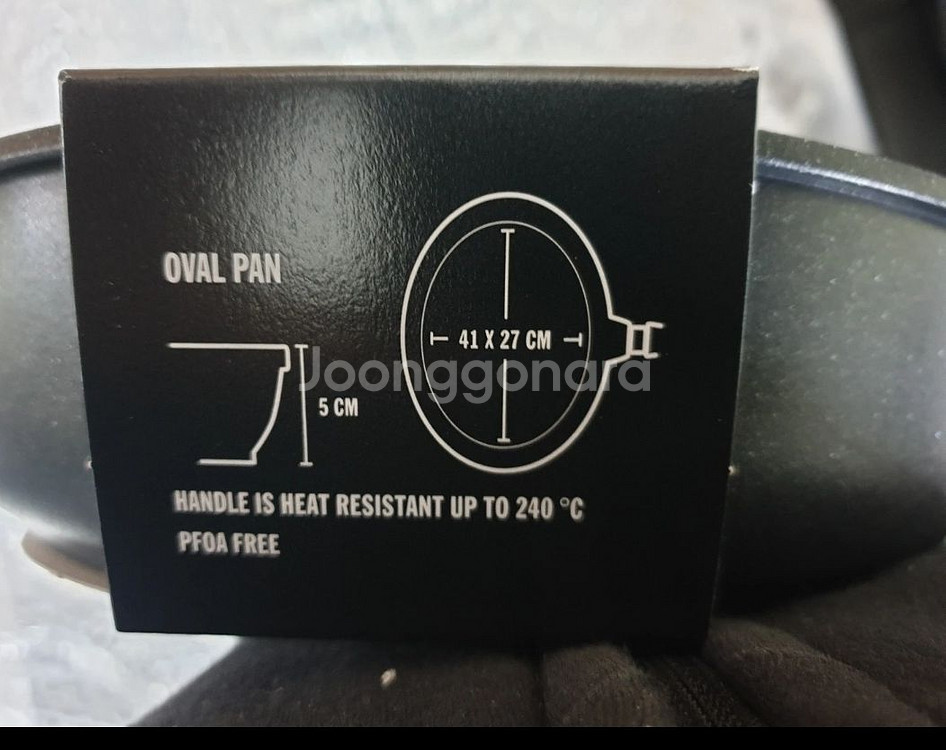 OVAL PAN
41 X 27 CM
Joonggonara
5 CM
HANDLE IS HEAT RESISTANT UP TO 240 °C
PFOA FREE